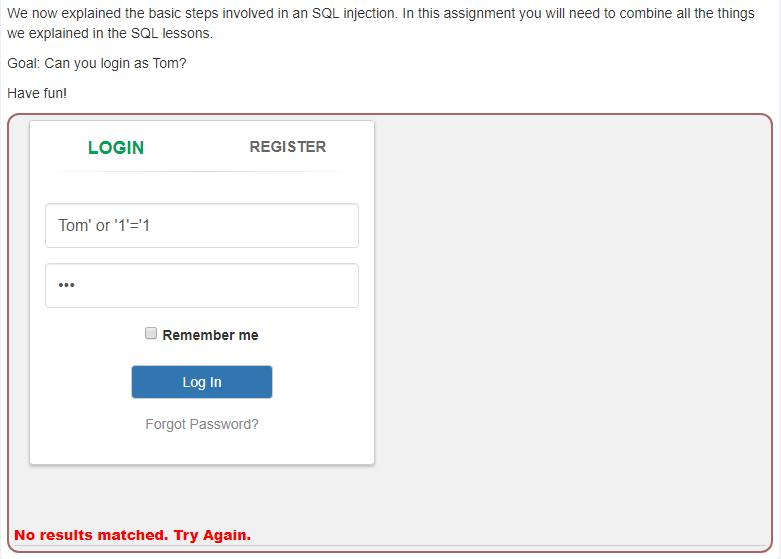 We now explained the basic steps involved in an SQL injection. In this assignment you will need to combine all the things
we explained in the SQL lessons.
Goal: Can you login as Tom?
Have fun!
LOGIN REGISTER
Tom' or '1'='1
•••
Remember me
Log In
Forgot Password?
No results matched. Try Again.